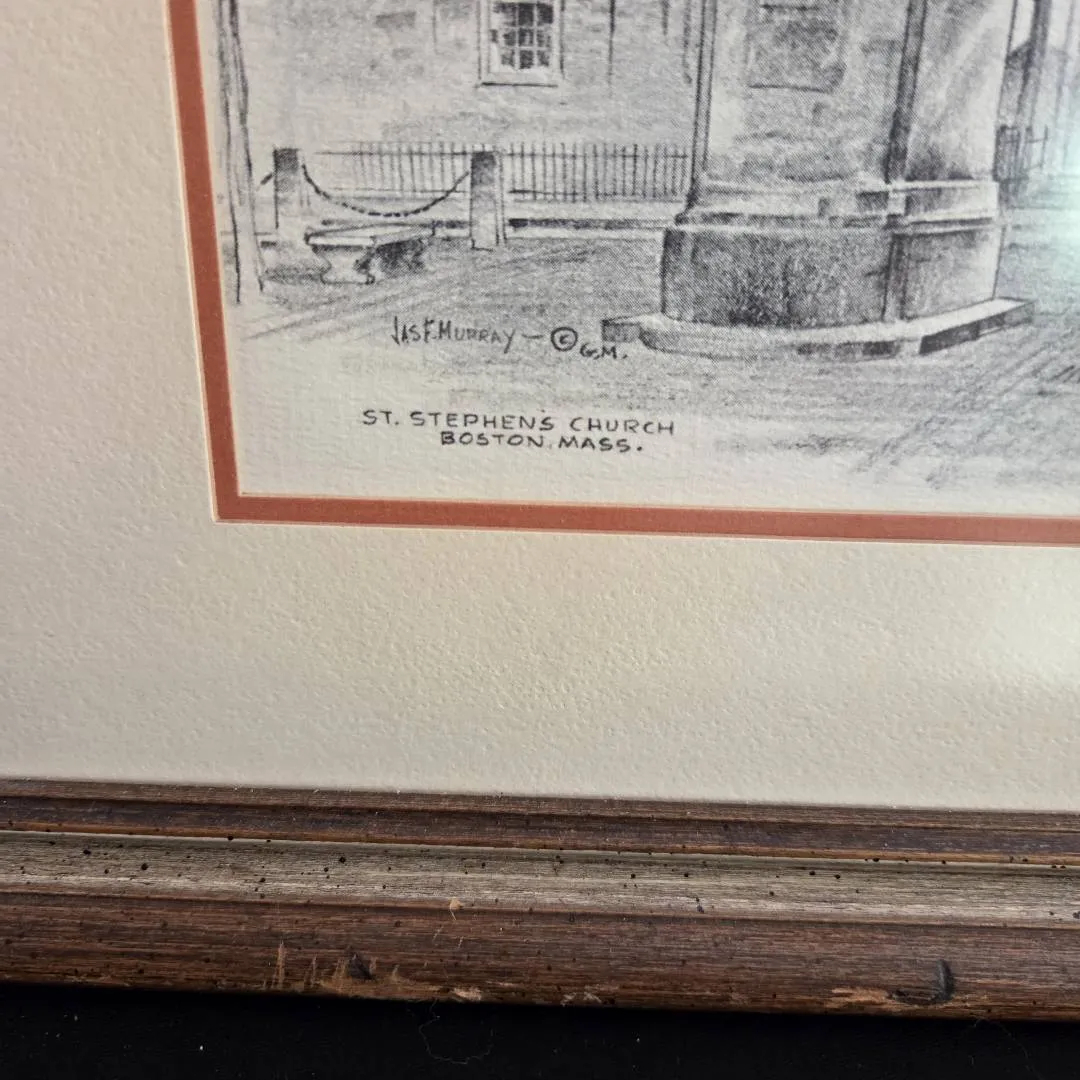 JAS F. MURRAY — © G.M.
ST. STEPHEN'S CHURCH
BOSTON, MASS.